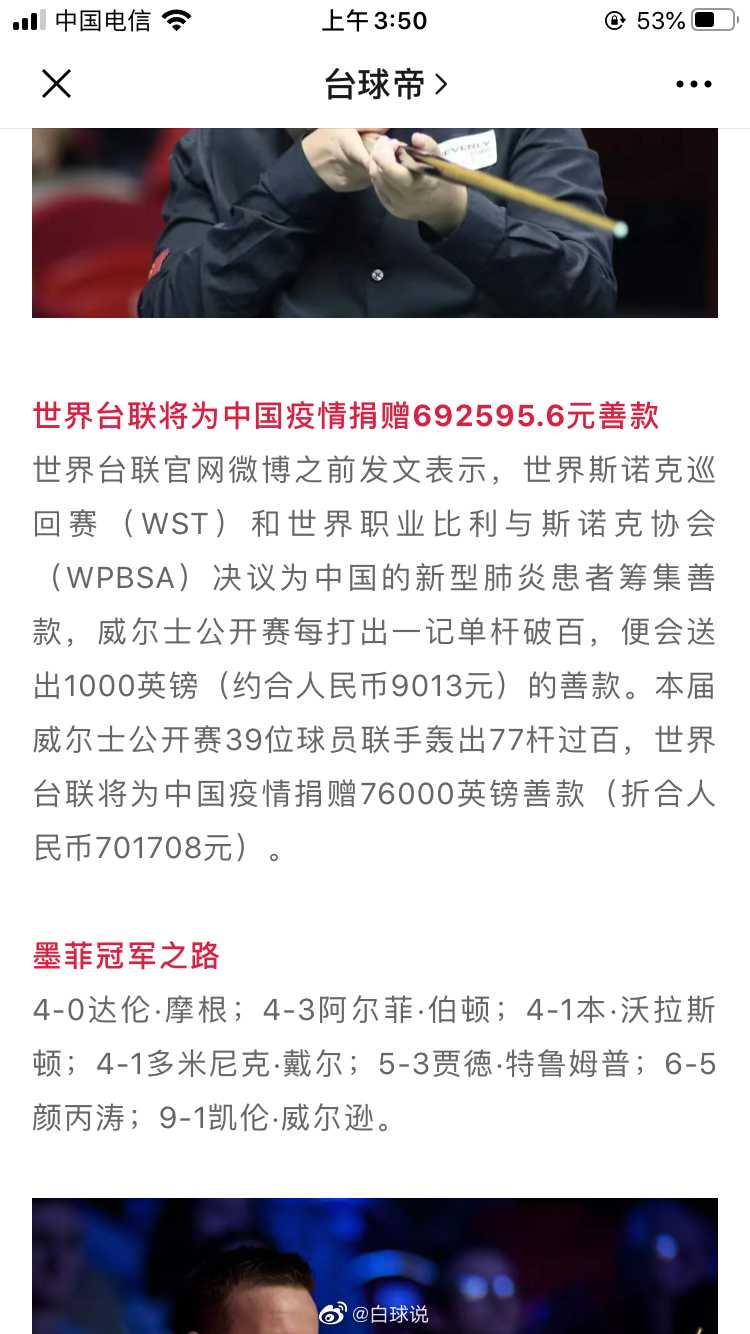 中国电信
上午3:50
53%
台球帝
世界台联将为中国疫情捐赠692595.6元善款
世界台联官网微博之前发文表示，世界斯诺克巡
回赛（WST）和世界职业比利与斯诺克协会
（WPBSA）决议为中国的新型肺炎患者筹集善
款，威尔士公开赛每打出一记单杆破百，便会送
出1000英镑（约合人民币9013元）的善款。本届
威尔士公开赛39位球员联手轰出77杆过百，世界
台联将为中国疫情捐赠76000英镑善款（折合人
民币701708元）。
墨菲冠军之路
4-0达伦·摩根；4-3阿尔菲·伯顿；4-1本·沃拉斯
顿；4-1多米尼克·戴尔；5-3贾德·特鲁姆普；6-5
颜丙涛；9-1凯伦·威尔逊。
@白球说